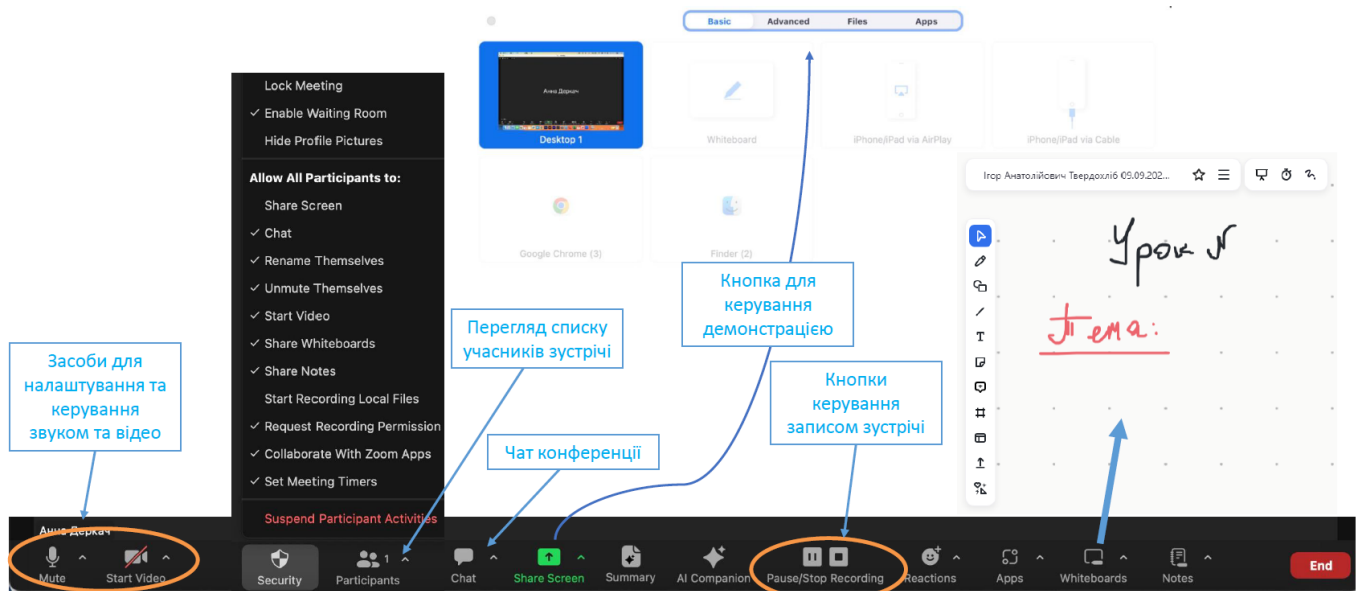 Basic Advanced Files Apps
Анна Деркач
Desktop 1
Whiteboard
iPhone/iPad via AirPlay
iPhone/iPad via Cable
Google Chrome (3)
Finder (2)
Lock Meeting
✓ Enable Waiting Room
Hide Profile Pictures
Allow All Participants to:
Share Screen
✓ Chat
✓ Rename Themselves
✓ Unmute Themselves
✓ Start Video
✓ Share Whiteboards
✓ Share Notes
Start Recording Local Files
✓ Request Recording Permission
✓ Collaborate With Zoom Apps
✓ Set Meeting Timers
Suspend Participant Activities
Ігор Анатолійович Твердохліб 09.09.202...
Урок №
Тема:
T
Засоби для
налаштування та
керування
звуком та відео
Перегляд списку
учасників зустрічі
Чат конференції
Кнопка для
керування
демонстрацією
Кнопки
керування
записом зустрічі
Анна Деркач
Mute
Start Video
Security
1
Participants
Chat
Share Screen
Summary
AI Companion
Pause/Stop Recording
Reactions
Apps
Whiteboards
Notes
End